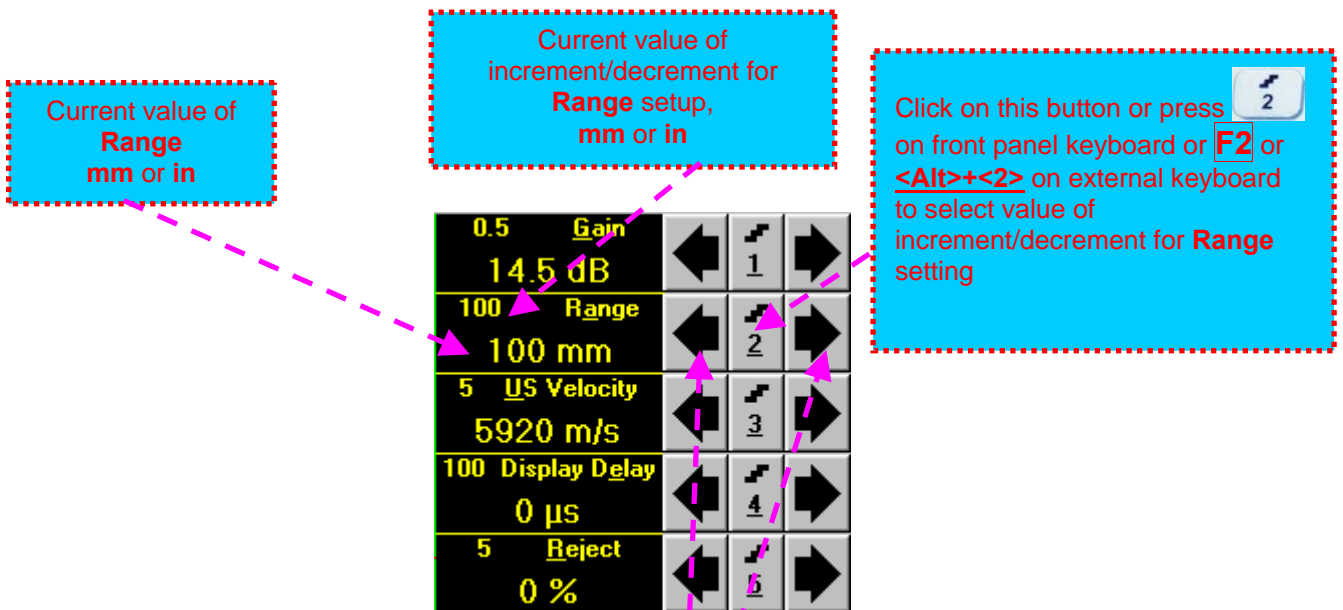 Current value of
Range
mm or in
Current value of
increment/decrement for
Range setup,
mm or in
Click on this button or press 2
on front panel keyboard or F2 or
<Alt>+<2> on external keyboard
to select value of
increment/decrement for Range
setting
0.5 Gain
14.5 dB
1
100 Range
100 mm
2
5 US Velocity
5920 m/s
3
100 Display Delay
0 µs
4
5 Reject
0 %
5